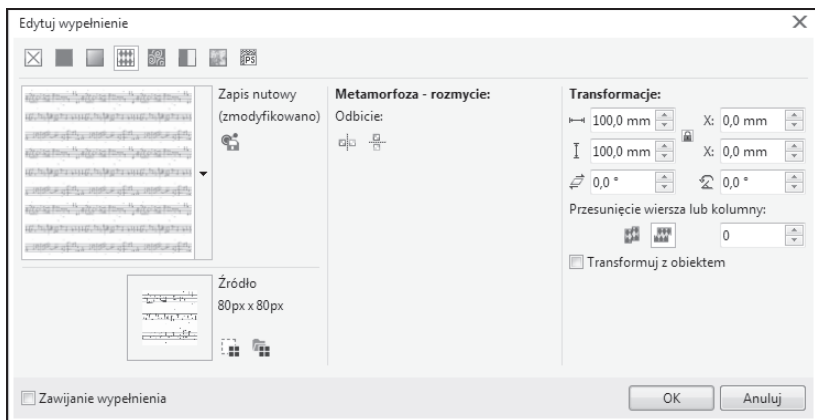 Edytuj wypełnienie
PS
Zapis nutowy
(zmodyfikowano)
Źródło
80px x 80px
Metamorfoza - rozmycie:
Odbicie:
Transformacje:
100,0 mm X: 0,0 mm
100,0 mm X: 0,0 mm
0,0 ° 0,0 °
Przesunięcie wiersza lub kolumny:
0
Transformuj z obiektem
Zawijanie wypełnienia
OK Anuluj